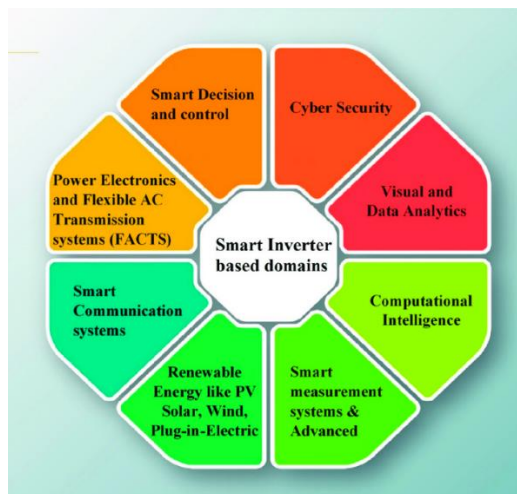 Smart Decision
and control
Cyber Security
Visual and
Data Analytics
Computational
Intelligence
Smart
measurement
systems &
Advanced
Renewable
Energy like PV
Solar, Wind,
Plug-in-Electric
Smart
Communication
systems
Power Electronics
and Flexible AC
Transmission
systems (FACTS)
Smart Inverter
based domains